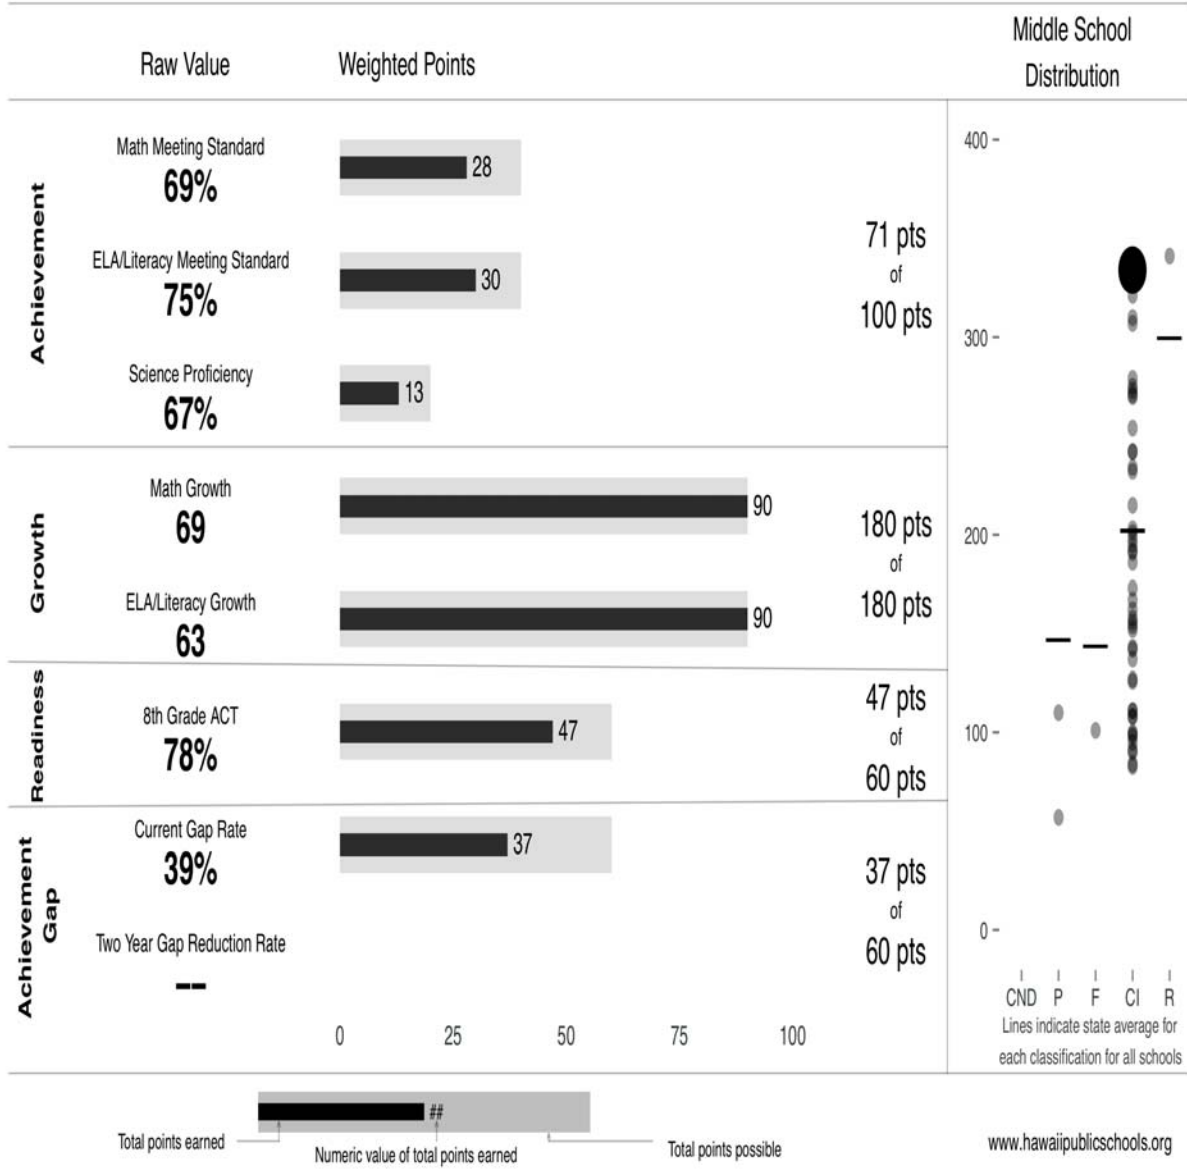 Raw Value
Weighted Points
Middle School
Distribution
Achievement
Math Meeting Standard
69%
28
ELA/Literacy Meeting Standard
75%
30
Science Proficiency
67%
13
71 pts
of
100 pts
Growth
Math Growth
69
90
ELA/Literacy Growth
63
90
180 pts
of
180 pts
Readiness
8th Grade ACT
78%
47
47 pts
of
60 pts
Achievement
Gap
Current Gap Rate
39%
37
Two Year Gap Reduction Rate
--
37 pts
of
60 pts
0 25 50 75 100
400
300
200
100
0
CND P F CI R
Lines indicate state average for
each classification for all schools
##
Total points earned
Numeric value of total points earned
Total points possible
www.hawaiipublicschools.org